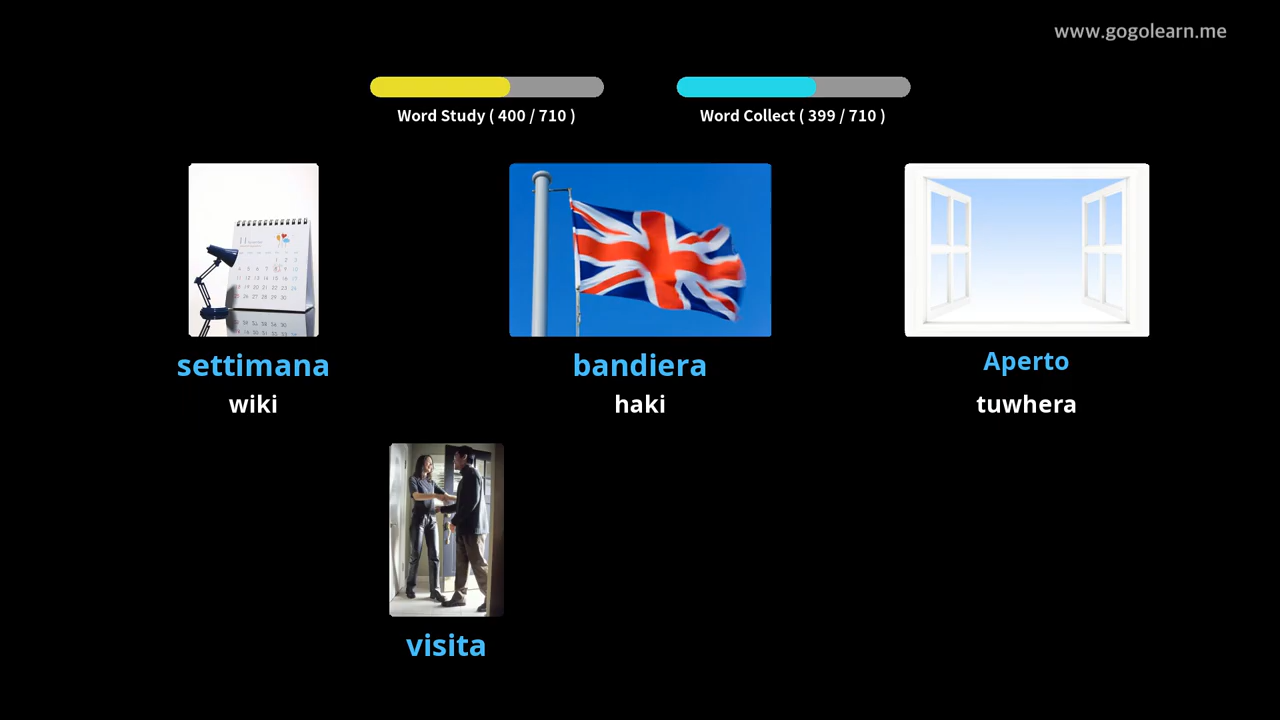 www.gogolearn.me
Word Study ( 400 / 710 )
Word Collect ( 399 / 710 )
settimana
bandiera
Aperto
wiki
haki
tuwhera
visita